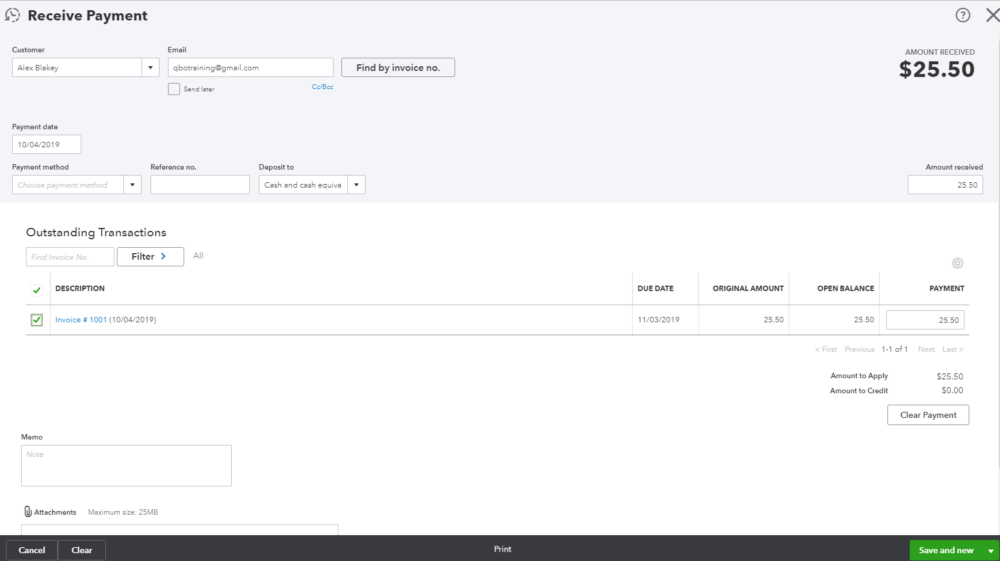 Receive Payment
?
Customer
Email
AMOUNT RECEIVED
Alex Blakey
qbotraining@gmail.com
Find by invoice no.
$25.50
Send later
Cc/Bcc
Payment date
10/04/2019
Payment method
Reference no.
Deposit to
Amount received
Choose payment method
Cash and cash equiva
25.50
Outstanding Transactions
Find Invoice No.
Filter
All
DESCRIPTION DUE DATE ORIGINAL AMOUNT OPEN BALANCE PAYMENT
Invoice # 1001 (10/04/2019) 11/03/2019 25.50 25.50 25.50
< First Previous 1-1 of 1 Next Last >
Amount to Apply $25.50
Amount to Credit $0.00
Clear Payment
Memo
Note
Attachments Maximum size: 25MB
Cancel
Clear
Print
Save and new